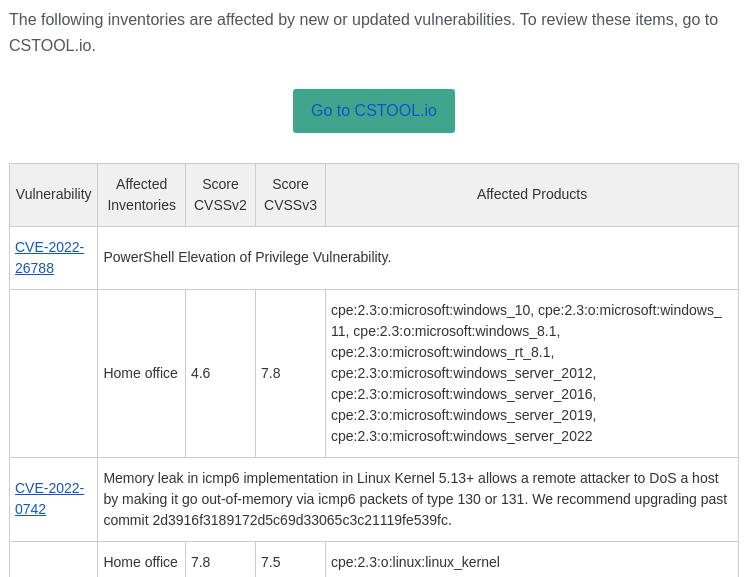 The following inventories are affected by new or updated vulnerabilities. To review these items, go to
CSTOOL.io.
Go to CSTOOL.io
Vulnerability
Affected
Inventories
Score
CVSSv2
Score
CVSSv3
Affected Products
CVE-2022-
26788
PowerShell Elevation of Privilege Vulnerability.
Home office
4.6
7.8
cpe:2.3:o:microsoft:windows_10, cpe:2.3:o:microsoft:windows_
11, cpe:2.3:o:microsoft:windows_8.1,
cpe:2.3:o:microsoft:windows_rt_8.1,
cpe:2.3:o:microsoft:windows_server_2012,
cpe:2.3:o:microsoft:windows_server_2016,
cpe:2.3:o:microsoft:windows_server_2019,
cpe:2.3:o:microsoft:windows_server_2022
CVE-2022-
0742
Memory leak in icmp6 implementation in Linux Kernel 5.13+ allows a remote attacker to DoS a host
by making it go out-of-memory via icmp6 packets of type 130 or 131. We recommend upgrading past
commit 2d3916f3189172d5c69d33065c3c21119fe539fc.
Home office
7.8
7.5
cpe:2.3:o:linux:linux_kernel